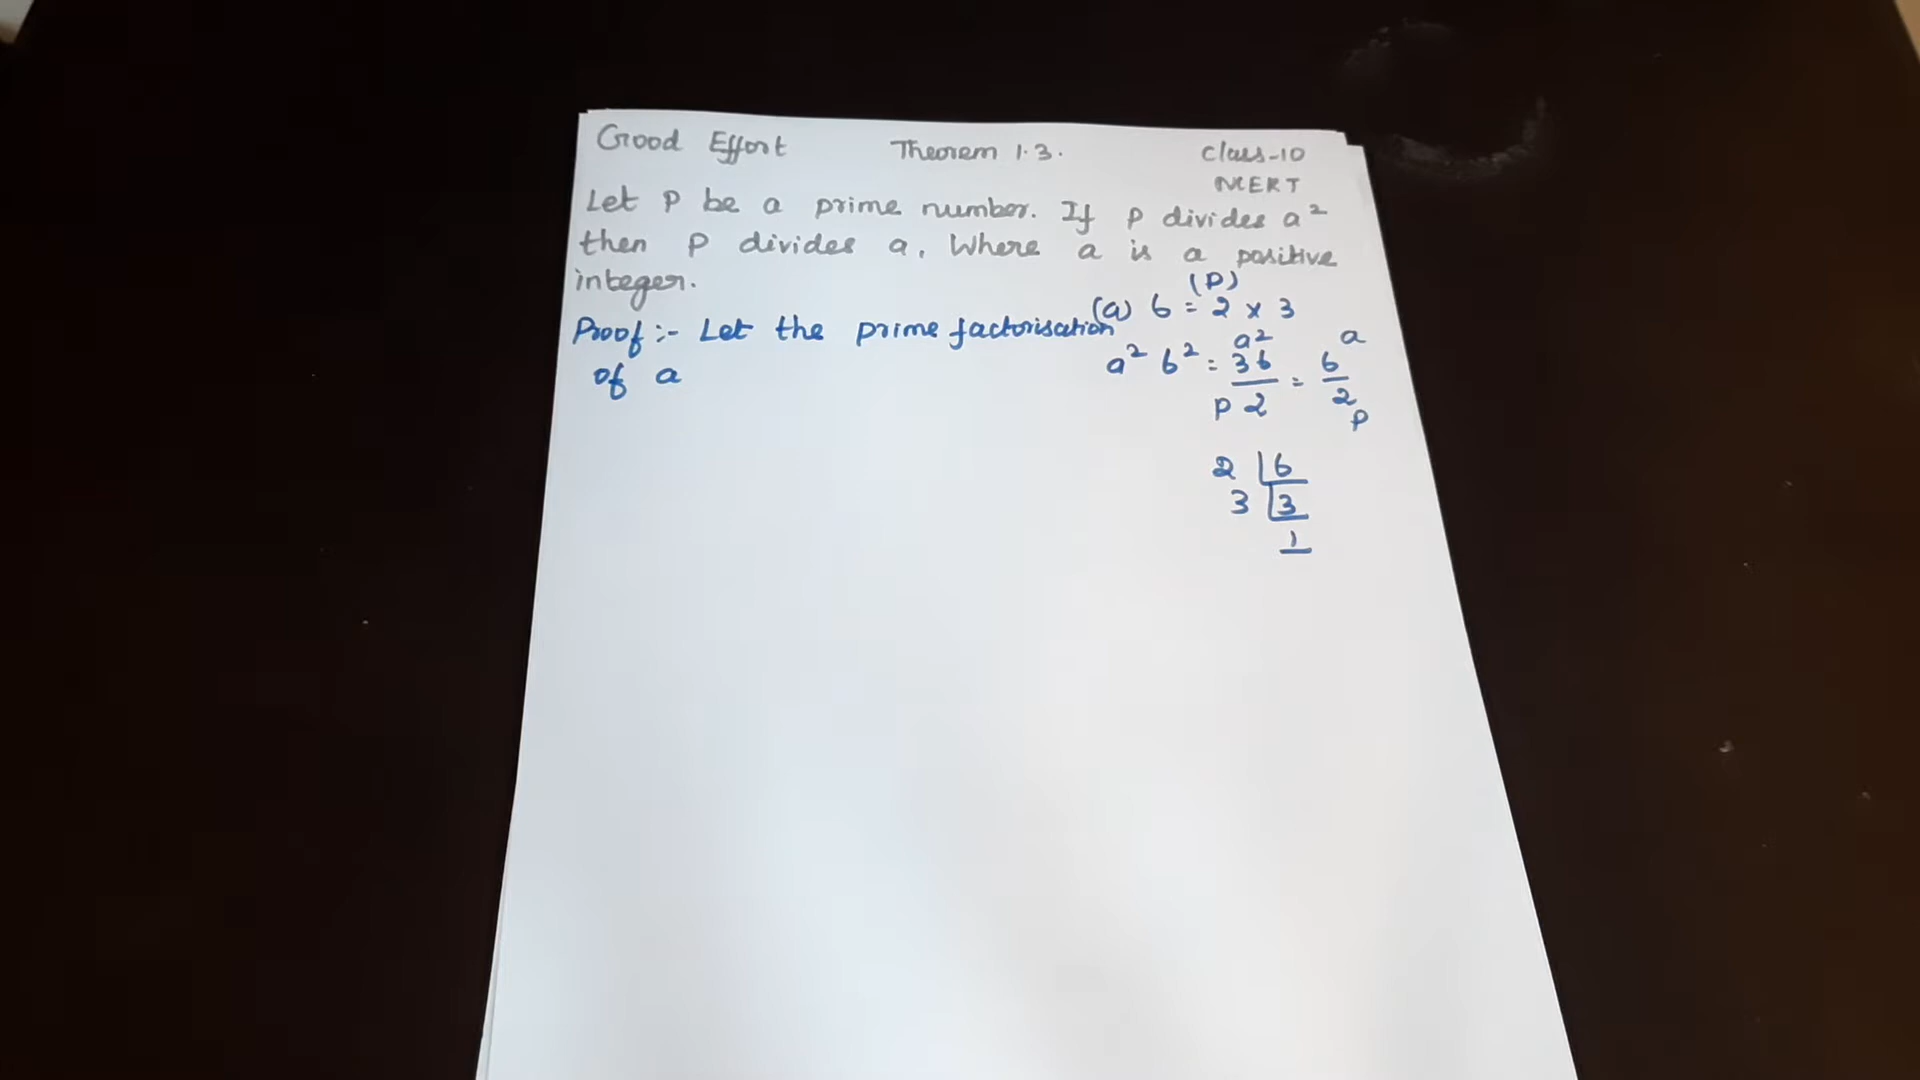 Good Effort Theorem 1.3. Class-10
NCERT
Let P be a prime number. If P divides a²
then P divides a, Where a is a positive
integer.
(P)
(a) 6 = 2 x 3
Proof :- Let the prime factorisation
of a
a² a
a² 6² = 36 = 6
P 2 2
P
2 6
3 3
1